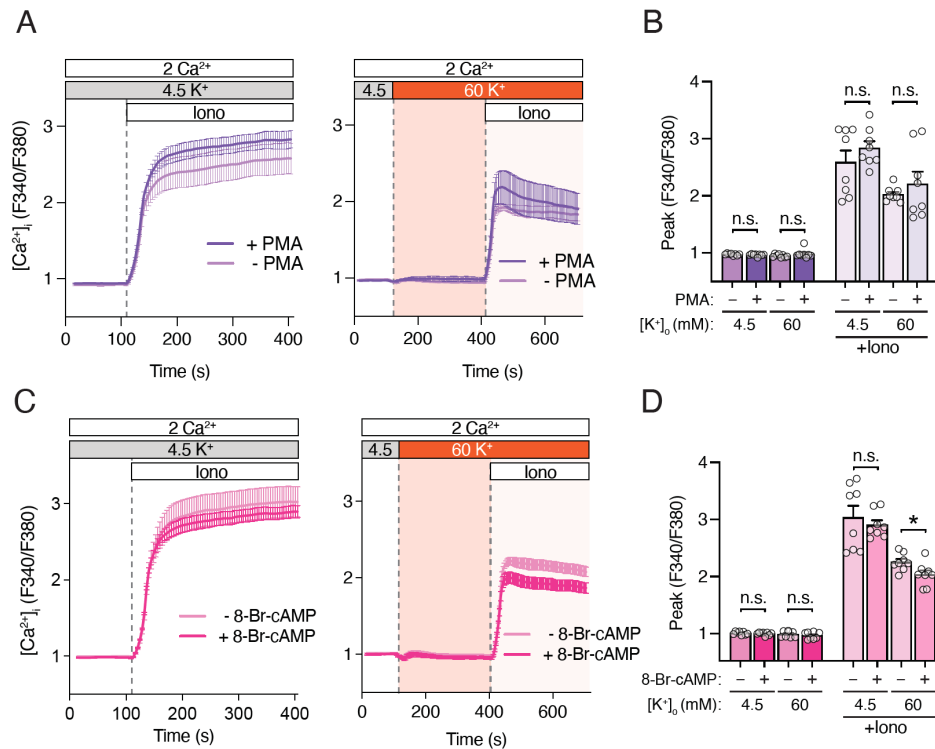 A
2 Ca²⁺
4.5 K⁺
Iono
[Ca²⁺]ᵢ (F340/F380)
3
2
1
+ PMA
- PMA
0 100 200 300 400
Time (s)
2 Ca²⁺
4.5 60 K⁺
Iono
3
2
1
+ PMA
- PMA
0 200 400 600
Time (s)
B
Peak (F340/F380)
4
3
2
1
n.s. n.s. n.s. n.s.
PMA: − + − + − + − +
[K⁺]ₒ (mM): 4.5 60 4.5 60
+Iono
C
2 Ca²⁺
4.5 K⁺
Iono
[Ca²⁺]ᵢ (F340/F380)
3
2
1
- 8-Br-cAMP
+ 8-Br-cAMP
0 100 200 300 400
Time (s)
2 Ca²⁺
4.5 60 K⁺
Iono
3
2
1
- 8-Br-cAMP
+ 8-Br-cAMP
0 200 400 600
Time (s)
D
Peak (F340/F380)
4
3
2
1
n.s. n.s. n.s. *
8-Br-cAMP: − + − + − + − +
[K⁺]ₒ (mM): 4.5 60 4.5 60
+Iono